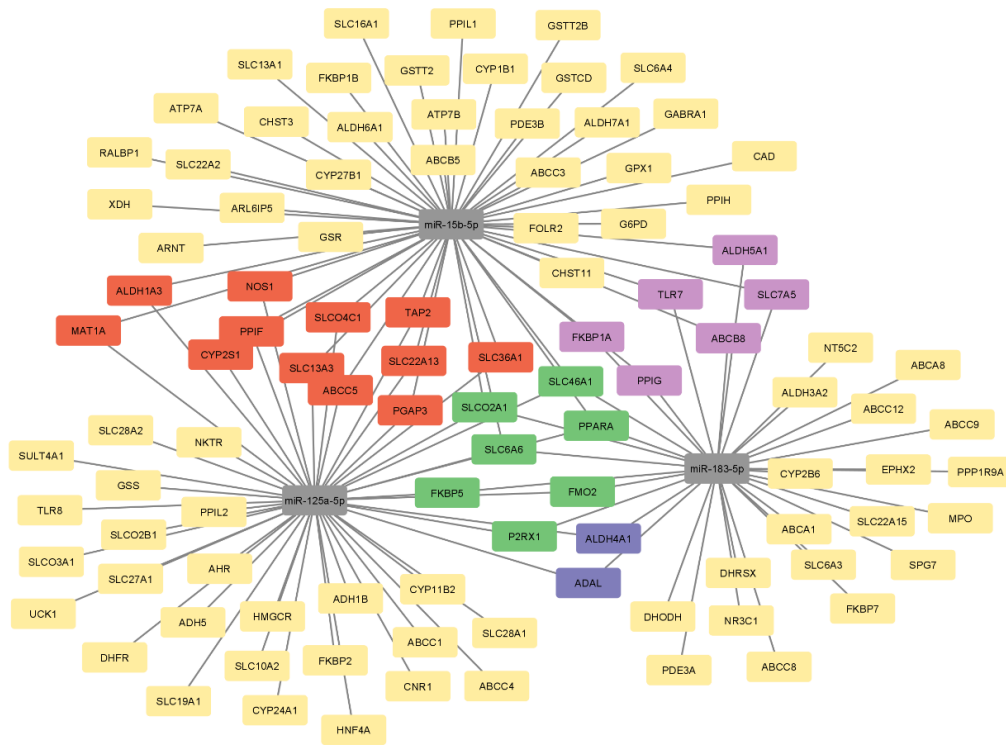 SLC16A1
PPIL1
GSTT2B
SLC13A1
FKBP1B
GSTT2
CYP1B1
GSTCD
SLC6A4
ATP7A
CHST3
ALDH6A1
ATP7B
PDE3B
ALDH7A1
GABRA1
RALBP1
SLC22A2
CYP27B1
ABCB5
ABCC3
GPX1
CAD
XDH
ARL6IP5
miR-15b-5p
FOLR2
G6PD
PPIH
ARNT
GSR
CHST11
ALDH5A1
ALDH1A3
NOS1
SLCO4C1
TAP2
TLR7
SLC7A5
MAT1A
PPIF
CYP2S1
SLC13A3
ABCC5
SLC22A13
SLC36A1
FKBP1A
ABCB8
NT5C2
PGAP3
SLCO2A1
SLC46A1
PPIG
ALDH3A2
ABCA8
PPARA
ABCC12
ABCC9
SLC28A2
NKTR
SLC6A6
SULT4A1
GSS
miR-125a-5p
FKBP5
FMO2
miR-183-5p
CYP2B6
EPHX2
PPP1R9A
TLR8
PPIL2
SLCO2B1
P2RX1
ALDH4A1
ABCA1
SLC22A15
MPO
SLCO3A1
SLC27A1
AHR
ADAL
SLC6A3
SPG7
UCK1
ADH5
HMGCR
ADH1B
CYP11B2
DHRSX
FKBP7
DHFR
SLC10A2
FKBP2
ABCC1
SLC28A1
DHODH
NR3C1
SLC19A1
CYP24A1
CNR1
ABCC4
PDE3A
ABCC8
HNF4A